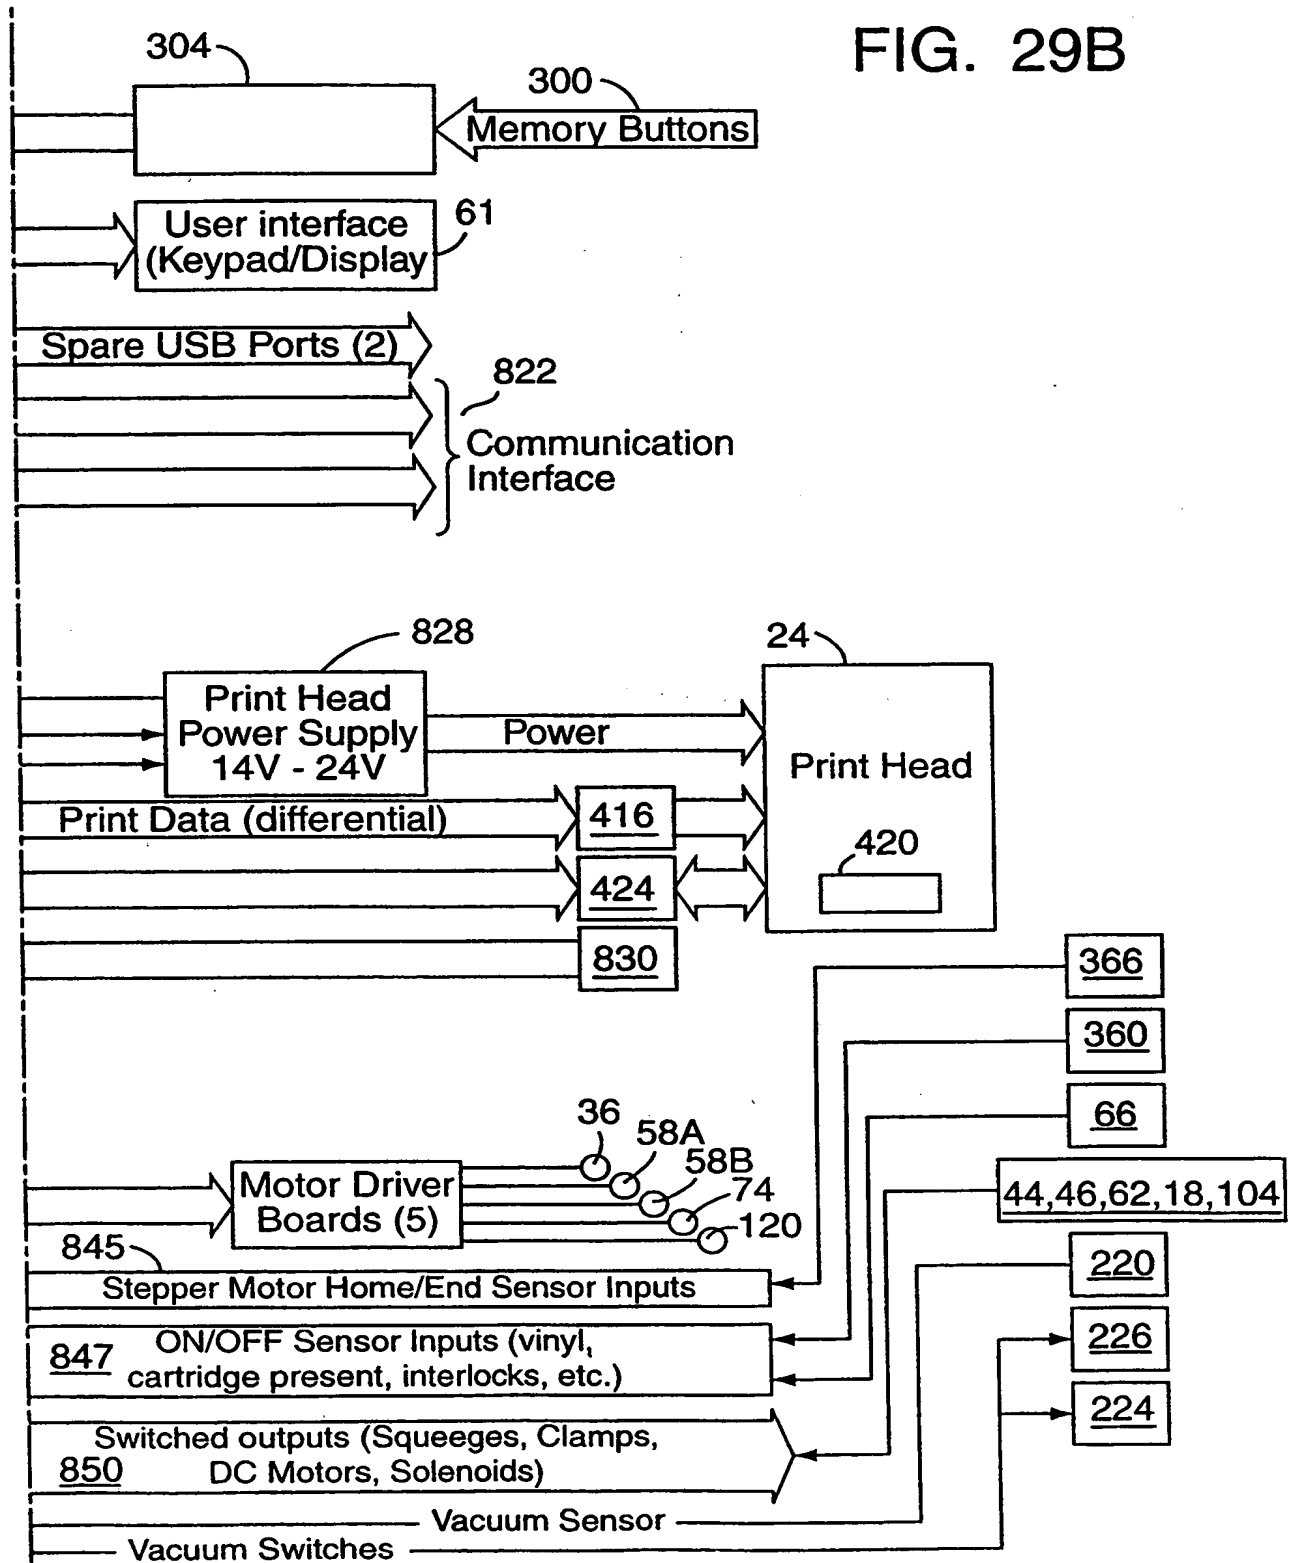 FIG. 29B
304
300
Memory Buttons
User interface
(Keypad/Display
61
Spare USB Ports (2)
822
Communication
Interface
828
24
Print Head
Power Supply
14V - 24V
Power
Print Head
Print Data (differential)
416
420
424
830
366
360
66
36
58A
58B
74
120
Motor Driver
Boards (5)
44,46,62,18,104
845
Stepper Motor Home/End Sensor Inputs
220
847
ON/OFF Sensor Inputs (vinyl,
cartridge present, interlocks, etc.)
226
224
850
Switched outputs (Squeeges, Clamps,
DC Motors, Solenoids)
Vacuum Sensor
Vacuum Switches